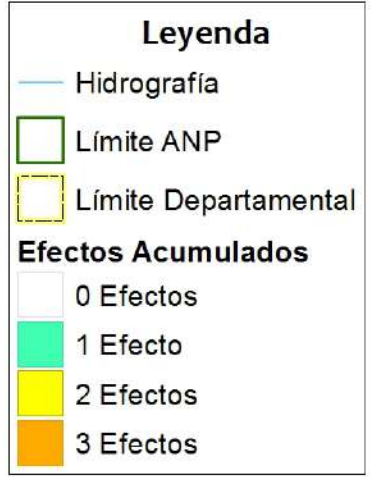 Leyenda
Hidrografía
Límite ANP
Límite Departamental
Efectos Acumulados
0 Efectos
1 Efecto
2 Efectos
3 Efectos